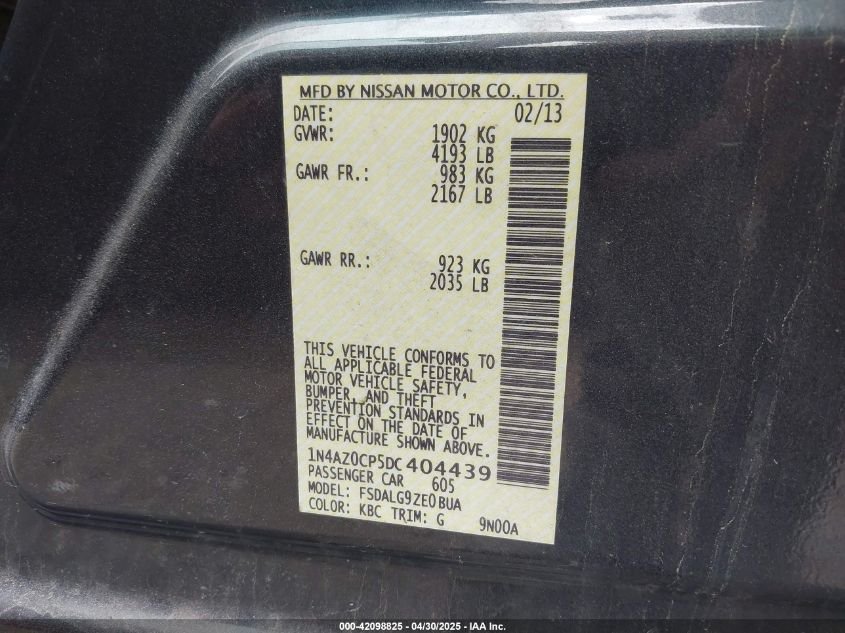 MFD BY NISSAN MOTOR CO., LTD.
DATE: 02/13
GVWR: 1902 KG
4193 LB
GAWR FR.: 983 KG
2167 LB
GAWR RR.: 923 KG
2035 LB
THIS VEHICLE CONFORMS TO
ALL APPLICABLE FEDERAL
MOTOR VEHICLE SAFETY,
BUMPER, AND THEFT
PREVENTION STANDARDS IN
EFFECT ON THE DATE OF
MANUFACTURE SHOWN ABOVE.
1N4AZ0CP5DC404439
PASSENGER CAR 605
MODEL: FSDALG9ZE0BUA
COLOR: KBC TRIM: G 9N00A
000-42098825 - 04/30/2025 - IAA Inc.